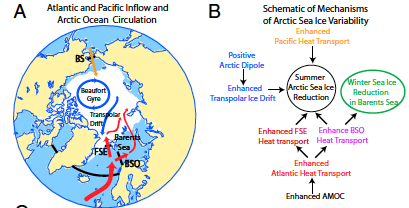 A
Atlantic and Pacific Inflow and
Arctic Ocean Circulation
BS
Beaufort
Gyre
Transpolar
Drift
Barents
Sea
FSE
BSO
B
Schematic of Mechanisms
of Arctic Sea Ice Variability
Enhanced
Pacific Heat Transport
Positive
Arctic Dipole
Enhanced
Transpolar Ice Drift
Summer
Arctic Sea Ice
Reduction
Winter Sea Ice
Reduction
in Barents Sea
Enhanced FSE
Heat transport
Enhance BSO
Heat Transport
Enhanced
Atlantic Heat Transport
Enhanced AMOC